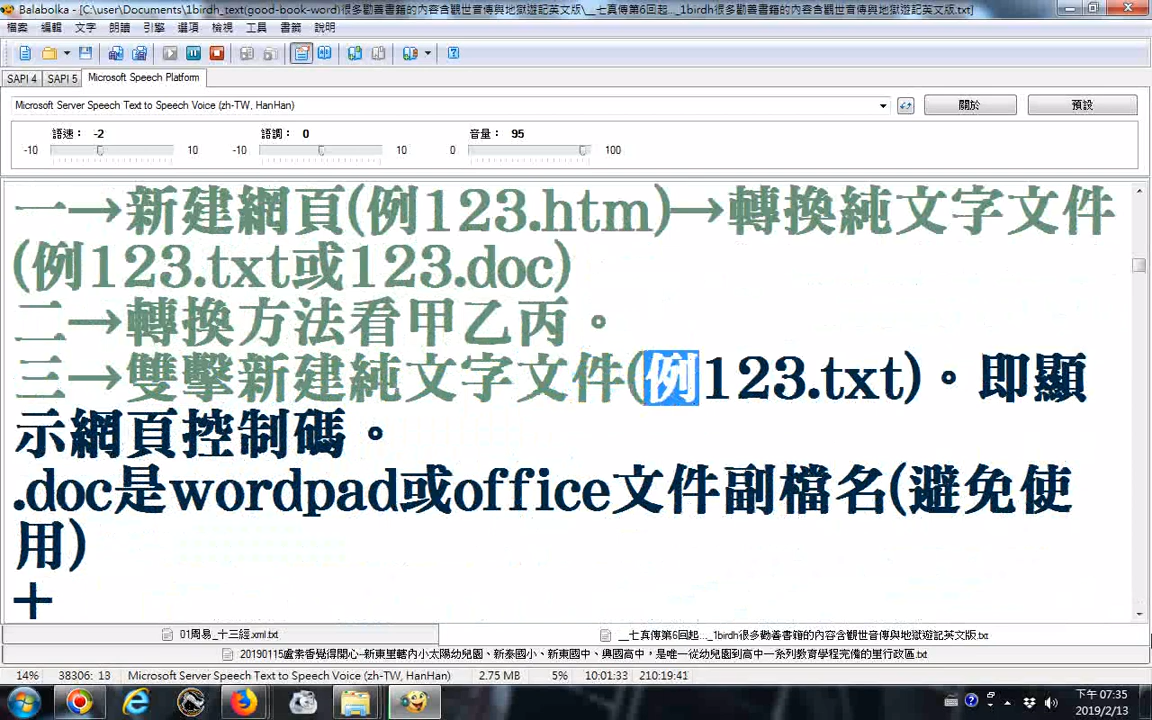 Balabolka - [C:\user\Documents\1birdh_text(good-book-word)很多勸善書籍的內容含觀世音傳與地獄遊記英文版\__七真傳第6回起..._1birdh很多勸善書籍的內容含觀世音傳與地獄遊記英文版.txt]
檔案 編輯 文字 朗讀 引擎 選項 檢視 工具 書籤 說明
SAPI 4 SAPI 5 Microsoft Speech Platform
Microsoft Server Speech Text to Speech Voice (zh-TW, HanHan) 關於 預設
語速： -2 語調： 0 音量： 95
-10 10 -10 10 0 100
一→新建網頁(例123.htm)→轉換純文字文件
(例123.txt或123.doc)
二→轉換方法看甲乙丙。
三→雙擊新建純文字文件(例123.txt)。即顯
示網頁控制碼。
.doc是wordpad或office文件副檔名(避免使
用)
＋
01周易_十三經.xml.txt __七真傳第6回起..._1birdh很多勸善書籍的內容含觀世音傳與地獄遊記英文版.txt
20190115盧素香覺得開心-新東里轄內小太陽幼兒園、新泰國小、新東國中、興國高中，是唯一從幼兒園到高中一系列教育學程完備的里行政區.txt
14% 38306: 13 Microsoft Server Speech Text to Speech Voice (zh-TW, HanHan) 2.75 MB 5% 10:01:33 210:19:41
下午 07:35
2019/2/13